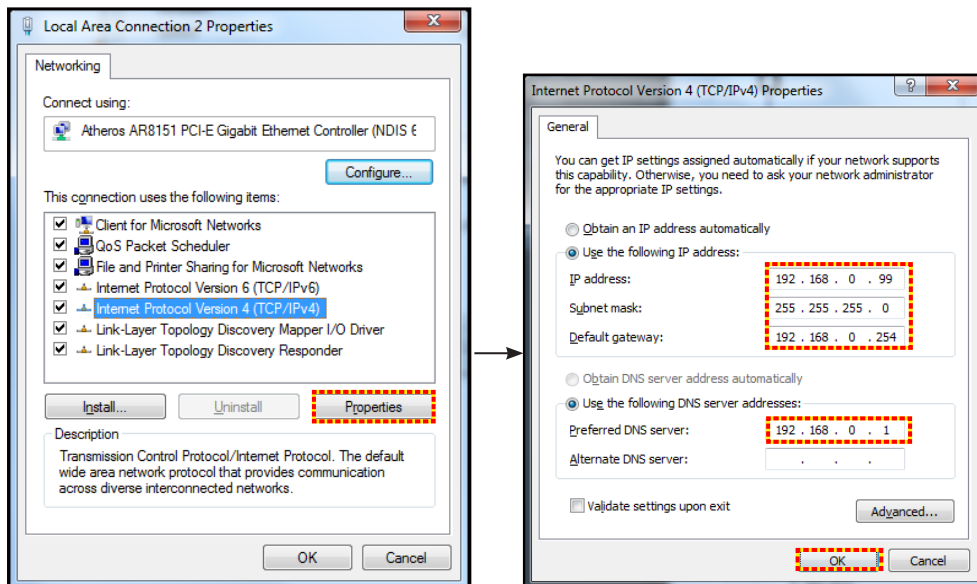 Local Area Connection 2 Properties
Networking
Connect using:
Atheros AR8151 PCI-E Gigabit Ethernet Controller (NDIS 6
Configure...
This connection uses the following items:
Client for Microsoft Networks
QoS Packet Scheduler
File and Printer Sharing for Microsoft Networks
Internet Protocol Version 6 (TCP/IPv6)
Internet Protocol Version 4 (TCP/IPv4)
Link-Layer Topology Discovery Mapper I/O Driver
Link-Layer Topology Discovery Responder
Install...
Uninstall
Properties
Description
Transmission Control Protocol/Internet Protocol. The default
wide area network protocol that provides communication
across diverse interconnected networks.
OK
Cancel
Internet Protocol Version 4 (TCP/IPv4) Properties
General
You can get IP settings assigned automatically if your network supports
this capability. Otherwise, you need to ask your network administrator
for the appropriate IP settings.
Obtain an IP address automatically
Use the following IP address:
IP address: 192 . 168 . 0 . 99
Subnet mask: 255 . 255 . 255 . 0
Default gateway: 192 . 168 . 0 . 254
Obtain DNS server address automatically
Use the following DNS server addresses:
Preferred DNS server: 192 . 168 . 0 . 1
Alternate DNS server: . . .
Validate settings upon exit
Advanced...
OK
Cancel